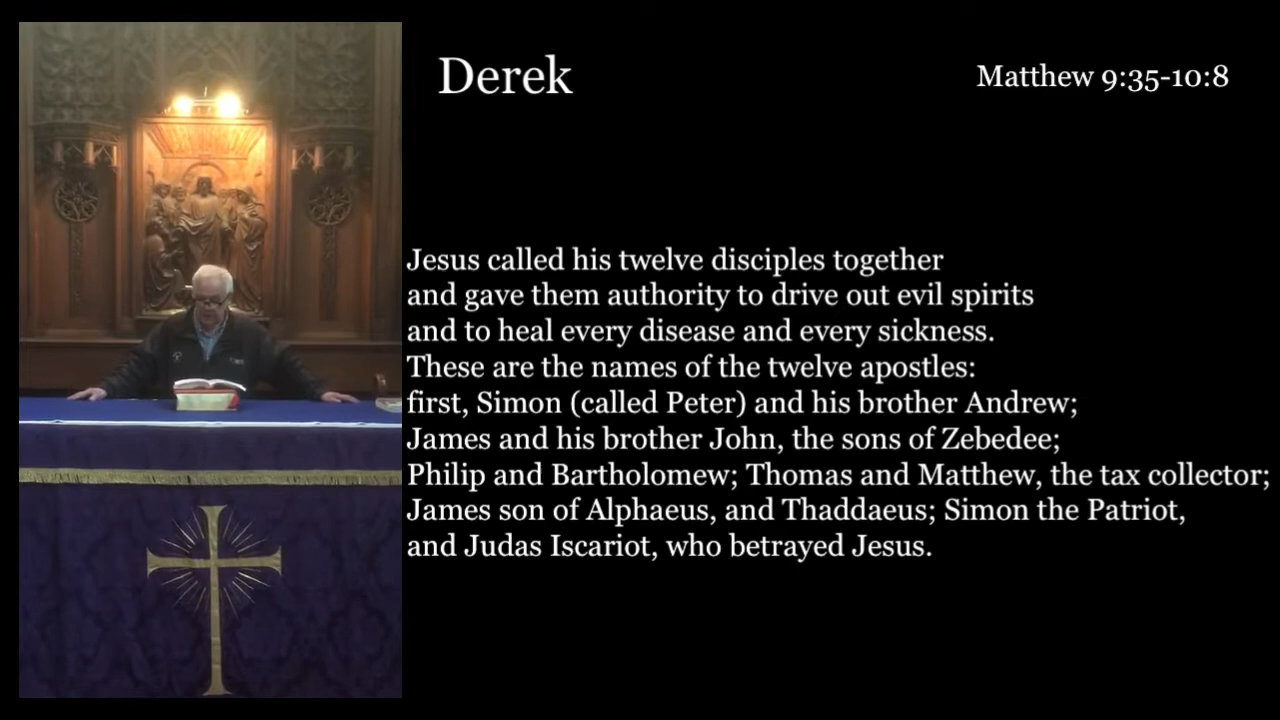 Derek
Matthew 9:35-10:8
Jesus called his twelve disciples together
and gave them authority to drive out evil spirits
and to heal every disease and every sickness.
These are the names of the twelve apostles:
first, Simon (called Peter) and his brother Andrew;
James and his brother John, the sons of Zebedee;
Philip and Bartholomew; Thomas and Matthew, the tax collector;
James son of Alphaeus, and Thaddaeus; Simon the Patriot,
and Judas Iscariot, who betrayed Jesus.